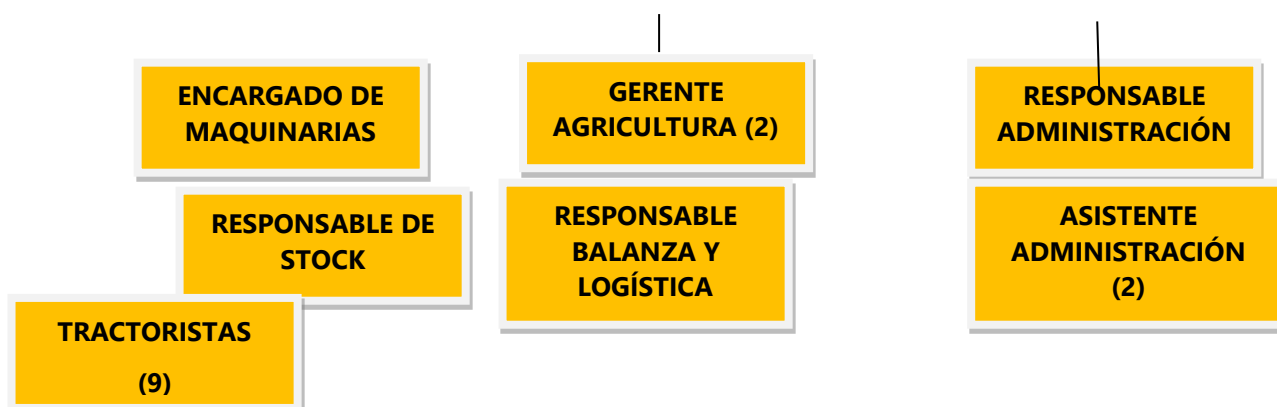 ENCARGADO DE
MAQUINARIAS
GERENTE
AGRICULTURA (2)
RESPONSABLE
ADMINISTRACIÓN
RESPONSABLE DE
STOCK
RESPONSABLE
BALANZA Y
LOGÍSTICA
ASISTENTE
ADMINISTRACIÓN
(2)
TRACTORISTAS
(9)